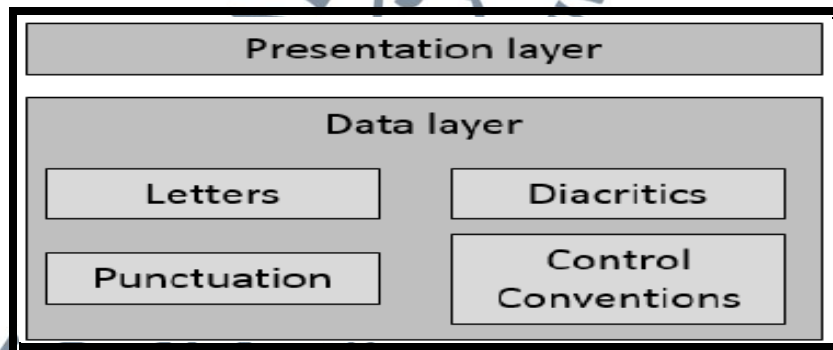 Presentation layer
Data layer
Letters
Diacritics
Punctuation
Control
Conventions